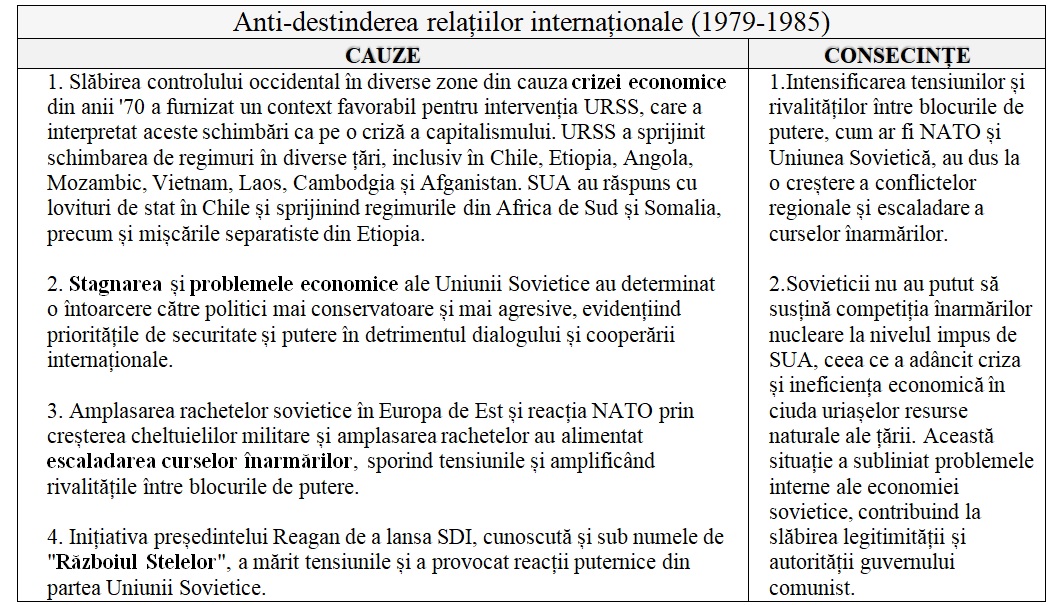 Anti-destinderea relațiilor internaționale (1979-1985)
CAUZE
1. Slăbirea controlului occidental în diverse zone din cauza crizei economice
din anii '70 a furnizat un context favorabil pentru intervenția URSS, care a
interpretat aceste schimbări ca pe o criză a capitalismului. URSS a sprijinit
schimbarea de regimuri în diverse țări, inclusiv în Chile, Etiopia, Angola,
Mozambic, Vietnam, Laos, Cambodgia și Afganistan. SUA au răspuns cu
lovituri de stat în Chile și sprijinind regimurile din Africa de Sud și Somalia,
precum și mișcările separatiste din Etiopia.
2. Stagnarea și problemele economice ale Uniunii Sovietice au determinat
o întoarcere către politici mai conservatoare și mai agresive, evidențiind
prioritățile de securitate și putere în detrimentul dialogului și cooperării
internaționale.
3. Amplasarea rachetelor sovietice în Europa de Est și reacția NATO prin
creșterea cheltuielilor militare și amplasarea rachetelor au alimentat
escaladarea curselor înarmărilor, sporind tensiunile și amplificând
rivalitățile între blocurile de putere.
4. Inițiativa președintelui Reagan de a lansa SDI, cunoscută și sub numele de
"Războiul Stelelor", a mărit tensiunile și a provocat reacții puternice din
partea Uniunii Sovietice.
CONSECINȚE
1.Intensificarea tensiunilor și
rivalităților între blocurile de
putere, cum ar fi NATO și
Uniunea Sovietică, au dus la
o creștere a conflictelor
regionale și escaladare a
curselor înarmărilor.
2.Sovieticii nu au putut să
susțină competiția înarmărilor
nucleare la nivelul impus de
SUA, ceea ce a adâncit criza
și ineficiența economică în
ciuda uriașelor resurse
naturale ale țării. Această
situație a subliniat problemele
interne ale economiei
sovietice, contribuind la
slăbirea legitimității și
autorității guvernului
comunist.